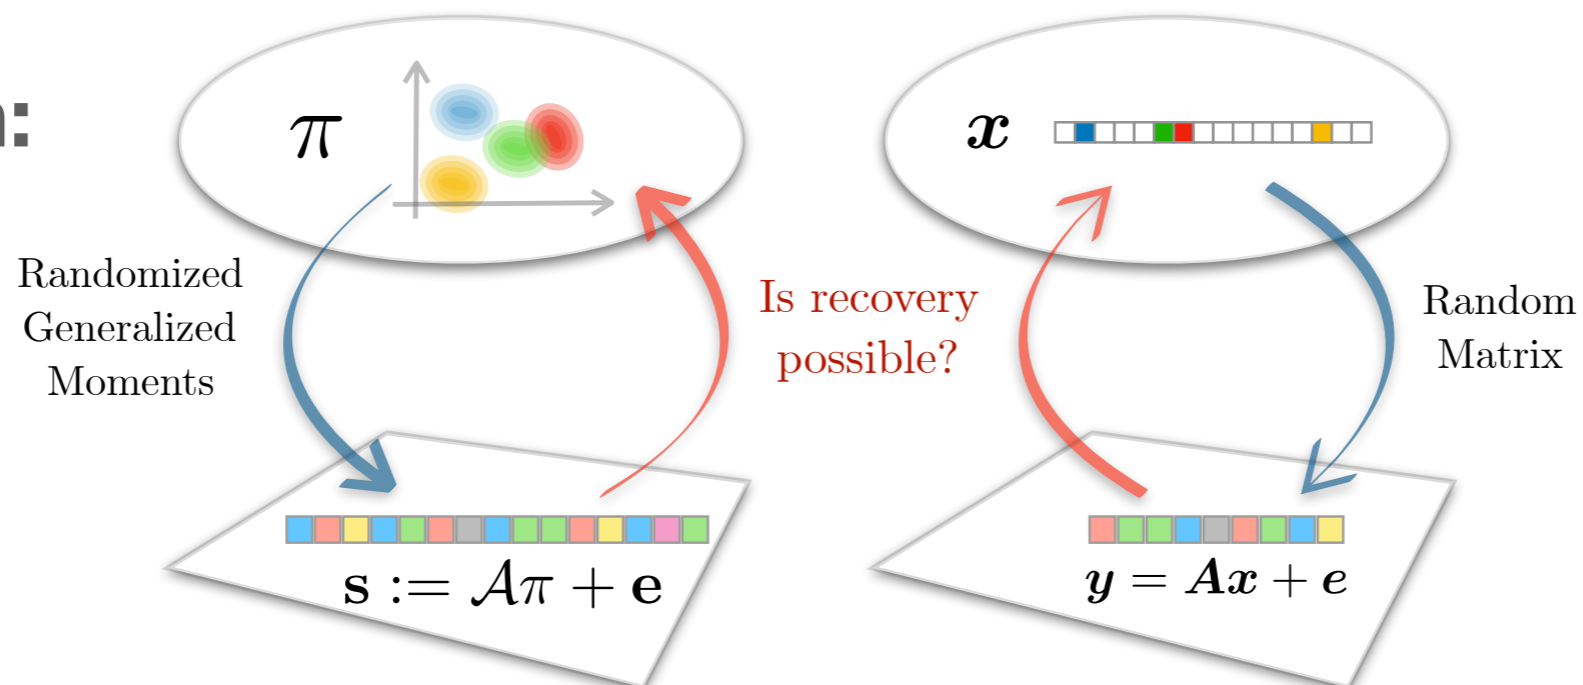 n:
π
x
Randomized
Generalized
Moments
Is recovery
possible?
Random
Matrix
s := 𝒜π + e
y = Ax + e